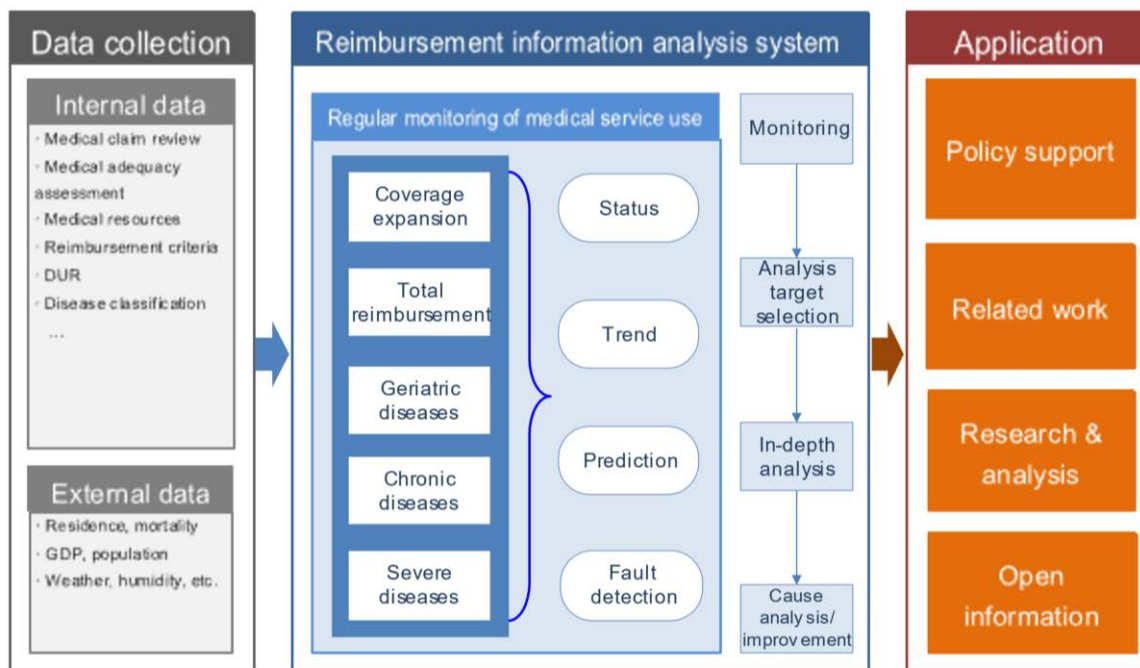 Data collection
Internal data
· Medical claim review
· Medical adequacy
assessment
· Medical resources
· Reimbursement criteria
· DUR
· Disease classification
...
External data
· Residence, mortality
· GDP, population
· Weather, humidity, etc.
Reimbursement information analysis system
Regular monitoring of medical service use
Coverage
expansion
Total
reimbursement
Geriatric
diseases
Chronic
diseases
Severe
diseases
Status
Trend
Prediction
Fault
detection
Monitoring
Analysis
target
selection
In-depth
analysis
Cause
analysis/
improvement
Application
Policy support
Related work
Research &
analysis
Open
information